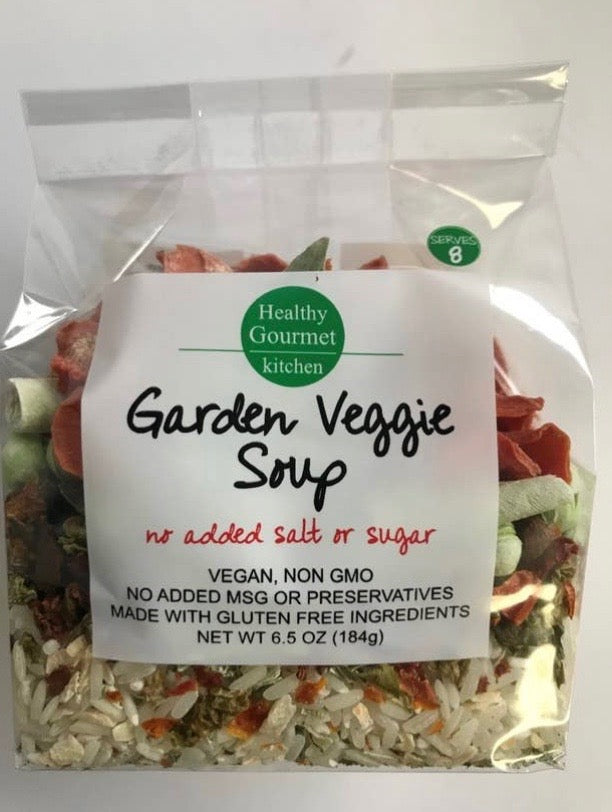 SERVES
8
Healthy
Gourmet
kitchen
Garden Veggie
Soup
no added salt or sugar
VEGAN, NON GMO
NO ADDED MSG OR PRESERVATIVES
MADE WITH GLUTEN FREE INGREDIENTS
NET WT 6.5 OZ (184g)